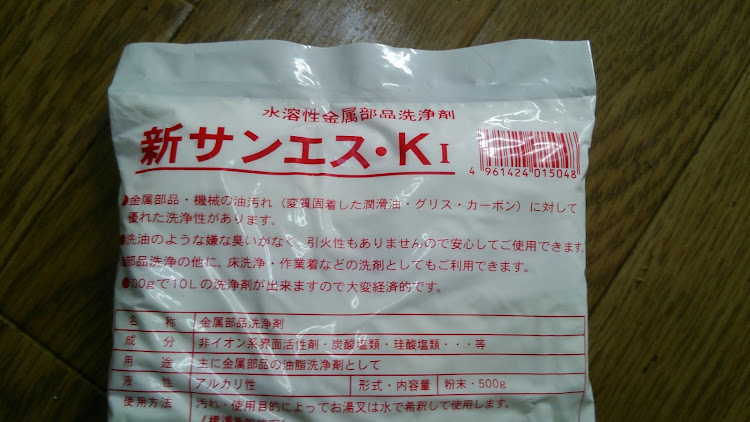 水溶性金属部品洗浄剤
新サンエス・KI
4 961424 015048
●金属部品・機械の油汚れ（変質固着した潤滑油・グリス・カーボン）に対して
優れた洗浄性があります。
●洗油のような嫌な臭いがなく、引火性もありませんので安心してご使用できます。
●部品洗浄の他に、床洗浄・作業着などの洗剤としてもご利用できます。
00gで10Lの洗浄剤が出来ますので大変経済的です。
名 称 金属部品洗浄剤
成 分 非イオン系界面活性剤・炭酸塩類・珪酸塩類・・・等
用 途 主に金属部品の油脂洗浄剤として
液 性 アルカリ性 形式・内容量 粉末・500g
使用方法 汚れ・使用目的によってお湯又は水で希釈して使用します。